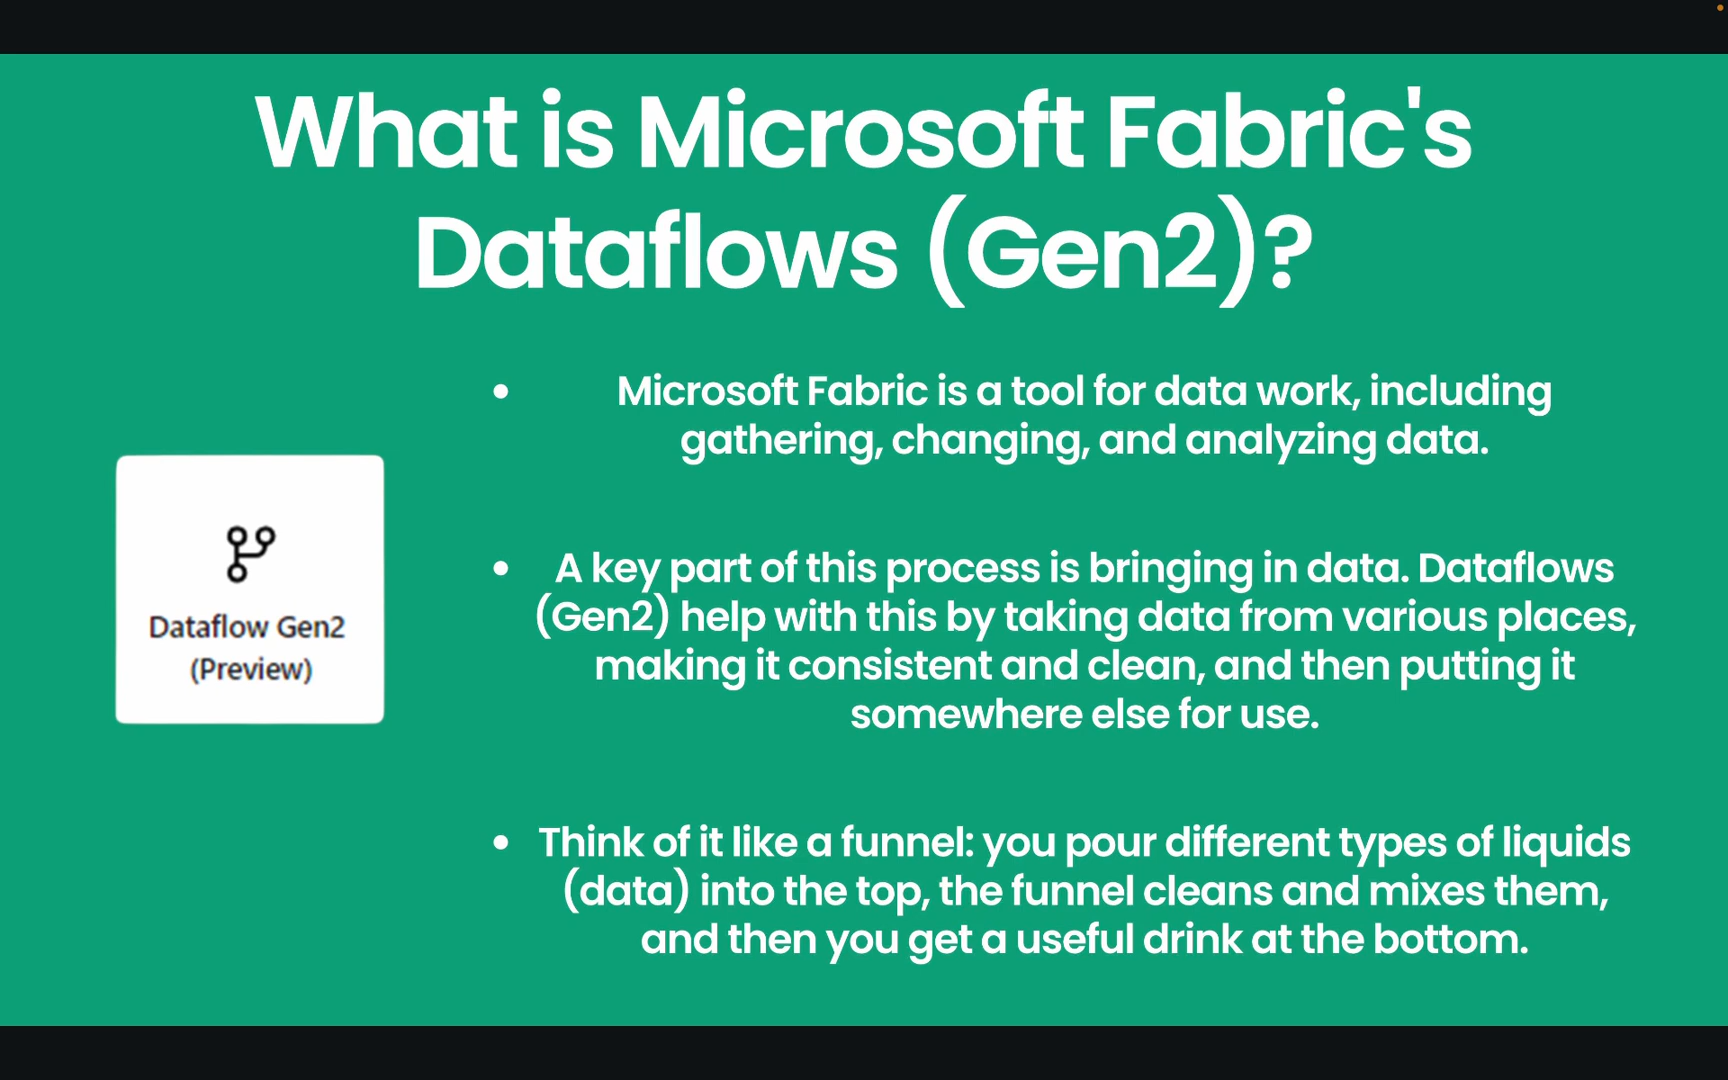 What is Microsoft Fabric's
Dataflows (Gen2)?
Dataflow Gen2
(Preview)
• Microsoft Fabric is a tool for data work, including
gathering, changing, and analyzing data.
• A key part of this process is bringing in data. Dataflows
(Gen2) help with this by taking data from various places,
making it consistent and clean, and then putting it
somewhere else for use.
• Think of it like a funnel: you pour different types of liquids
(data) into the top, the funnel cleans and mixes them,
and then you get a useful drink at the bottom.